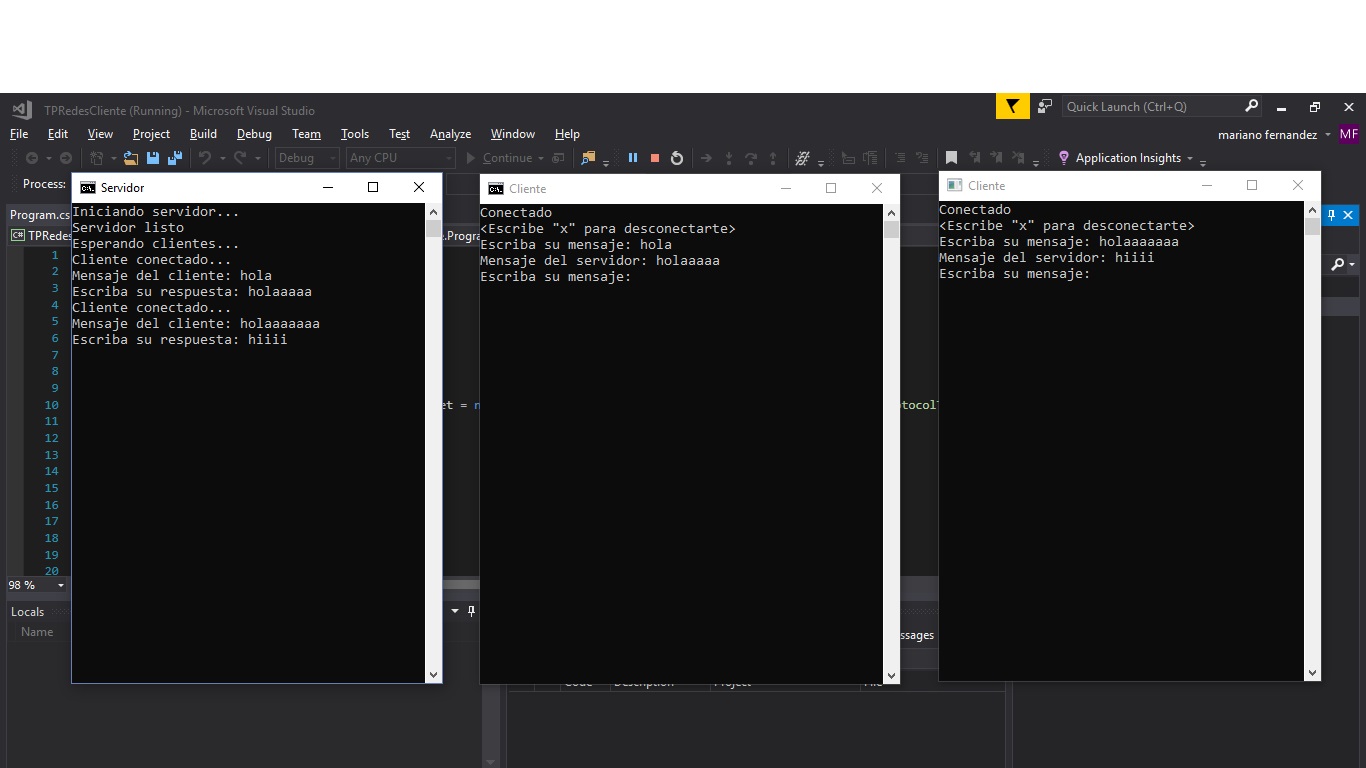 TPRedesCliente (Running) - Microsoft Visual Studio
Quick Launch (Ctrl+Q)
File Edit View Project Build Debug Team Tools Test Analyze Window Help
mariano fernandez MF
Debug Any CPU Continue Application Insights
Process:
Program.cs
C# TPRedes
.Progra
1
2
3
4
5
6
7
8
9
10
et = n
otocolT
11
12
13
14
15
16
17
18
19
20
98 %
Locals
Name
ssages
Code Description Project File
Servidor
Iniciando servidor...
Servidor listo
Esperando clientes...
Cliente conectado...
Mensaje del cliente: hola
Escriba su respuesta: holaaaaa
Cliente conectado...
Mensaje del cliente: holaaaaaaa
Escriba su respuesta: hiiii
Cliente
Conectado
<Escribe "x" para desconectarte>
Escriba su mensaje: hola
Mensaje del servidor: holaaaaa
Escriba su mensaje:
Cliente
Conectado
<Escribe "x" para desconectarte>
Escriba su mensaje: holaaaaaaa
Mensaje del servidor: hiiii
Escriba su mensaje: